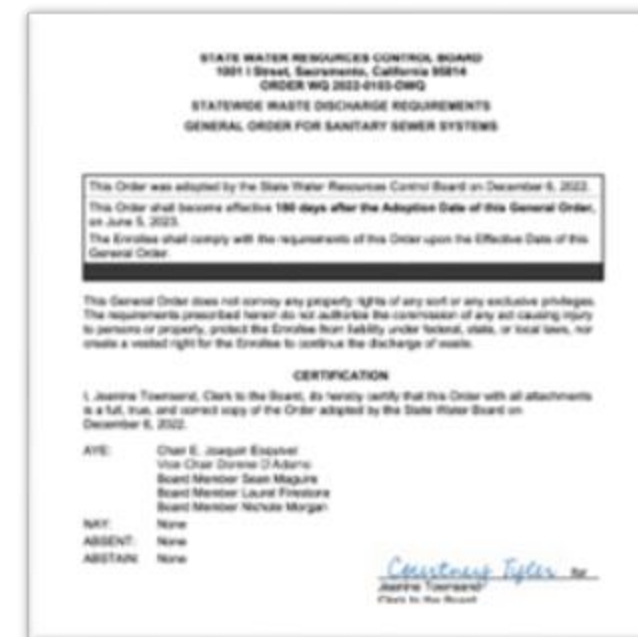 STATE WATER RESOURCES CONTROL BOARD
1001 I Street, Sacramento, California 95814
ORDER WQ 2022-0103-DWQ
STATEWIDE WASTE DISCHARGE REQUIREMENTS
GENERAL ORDER FOR SANITARY SEWER SYSTEMS
This Order was adopted by the State Water Resources Control Board on December 6, 2022.
This Order shall become effective 180 days after the Adoption Date of this General Order,
on June 5, 2023.
The Enrollee shall comply with the requirements of this Order upon the Effective Date of this
General Order.
This General Order does not convey any property rights of any sort or any exclusive privileges.
The requirements prescribed herein do not authorize the commission of any act causing injury
to persons or property, protect the Enrollee from liability under federal, state, or local laws, nor
create a vested right for the Enrollee to continue the discharge of waste.
CERTIFICATION
I, Jeanine Townsend, Clerk to the Board, do hereby certify that this Order with all attachments
is a full, true, and correct copy of the Order adopted by the State Water Board on
December 6, 2022.
AYE: Chair E. Joaquin Esquivel
Vice Chair Dorene D'Adamo
Board Member Sean Maguire
Board Member Laurel Firestone
Board Member Nichole Morgan
NAY: None
ABSENT: None
ABSTAIN: None
Courtney Tyler for
Jeanine Townsend
Clerk to the Board